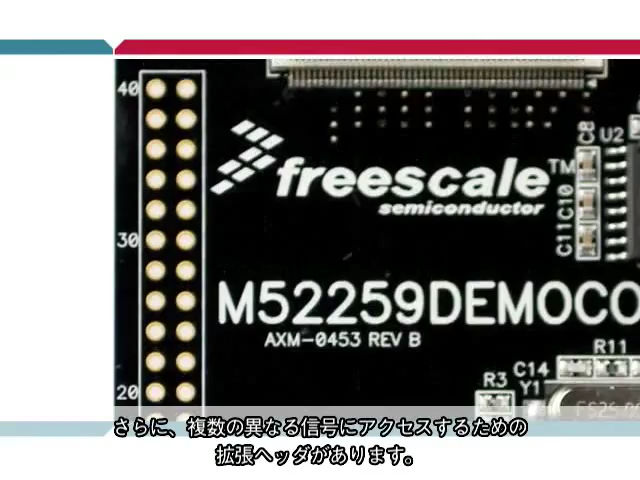 40
C8
U2
freescale™
semiconductor
C11 C10
30
M52259DEMOCO
AXM-0453 REV B
R11
C14
R3
Y1
20
さらに、複数の異なる信号にアクセスするための
拡張ヘッダがあります。